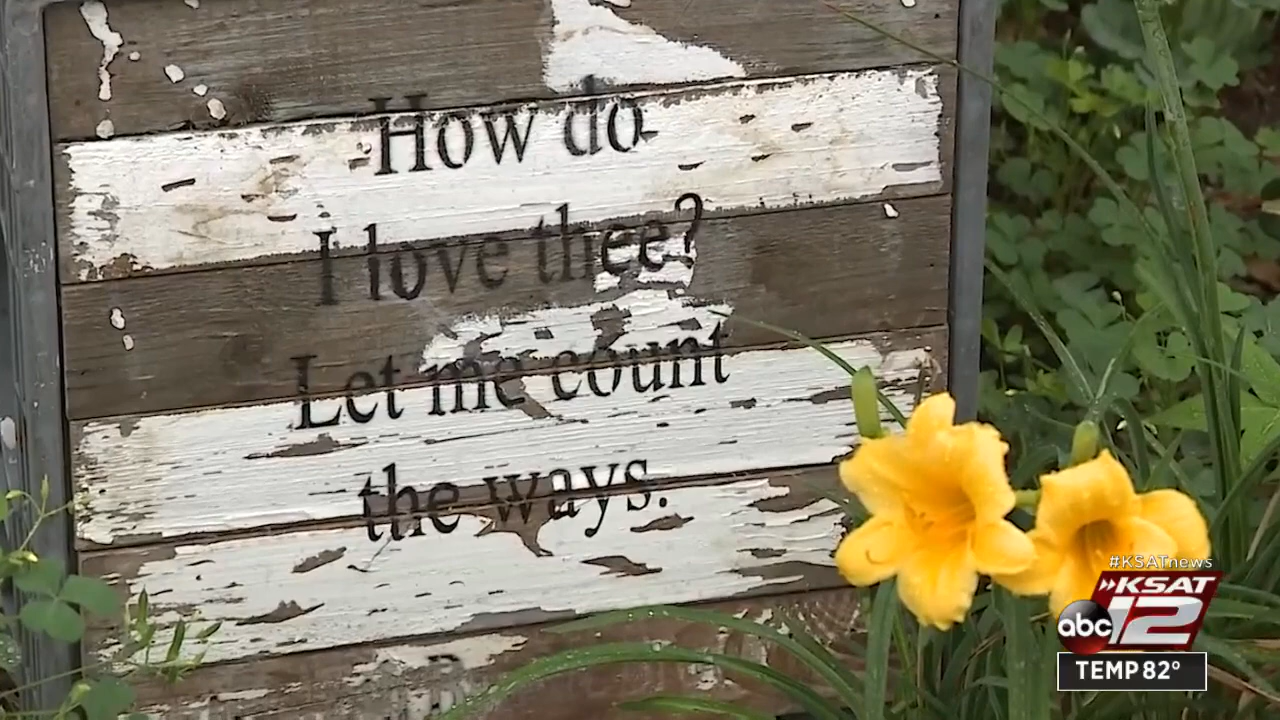 How do
I love thee?
Let me count
the ways.
#KSATnews
KSAT
abc 12
TEMP 82°